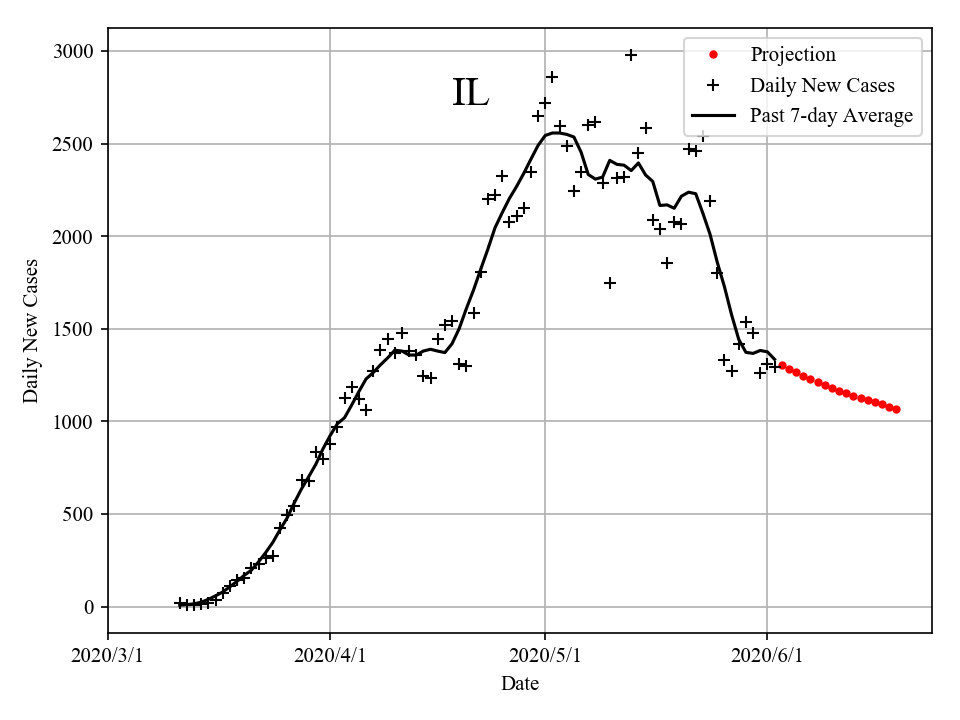 IL
Projection
Daily New Cases
Past 7-day Average
3000
2500
2000
1500
1000
500
0
Daily New Cases
2020/3/1 2020/4/1 2020/5/1 2020/6/1
Date